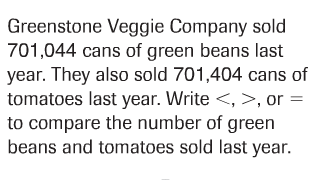 Greenstone Veggie Company sold
701,044 cans of green beans last
year. They also sold 701,404 cans of
tomatoes last year. Write <, >, or =
to compare the number of green
beans and tomatoes sold last year.